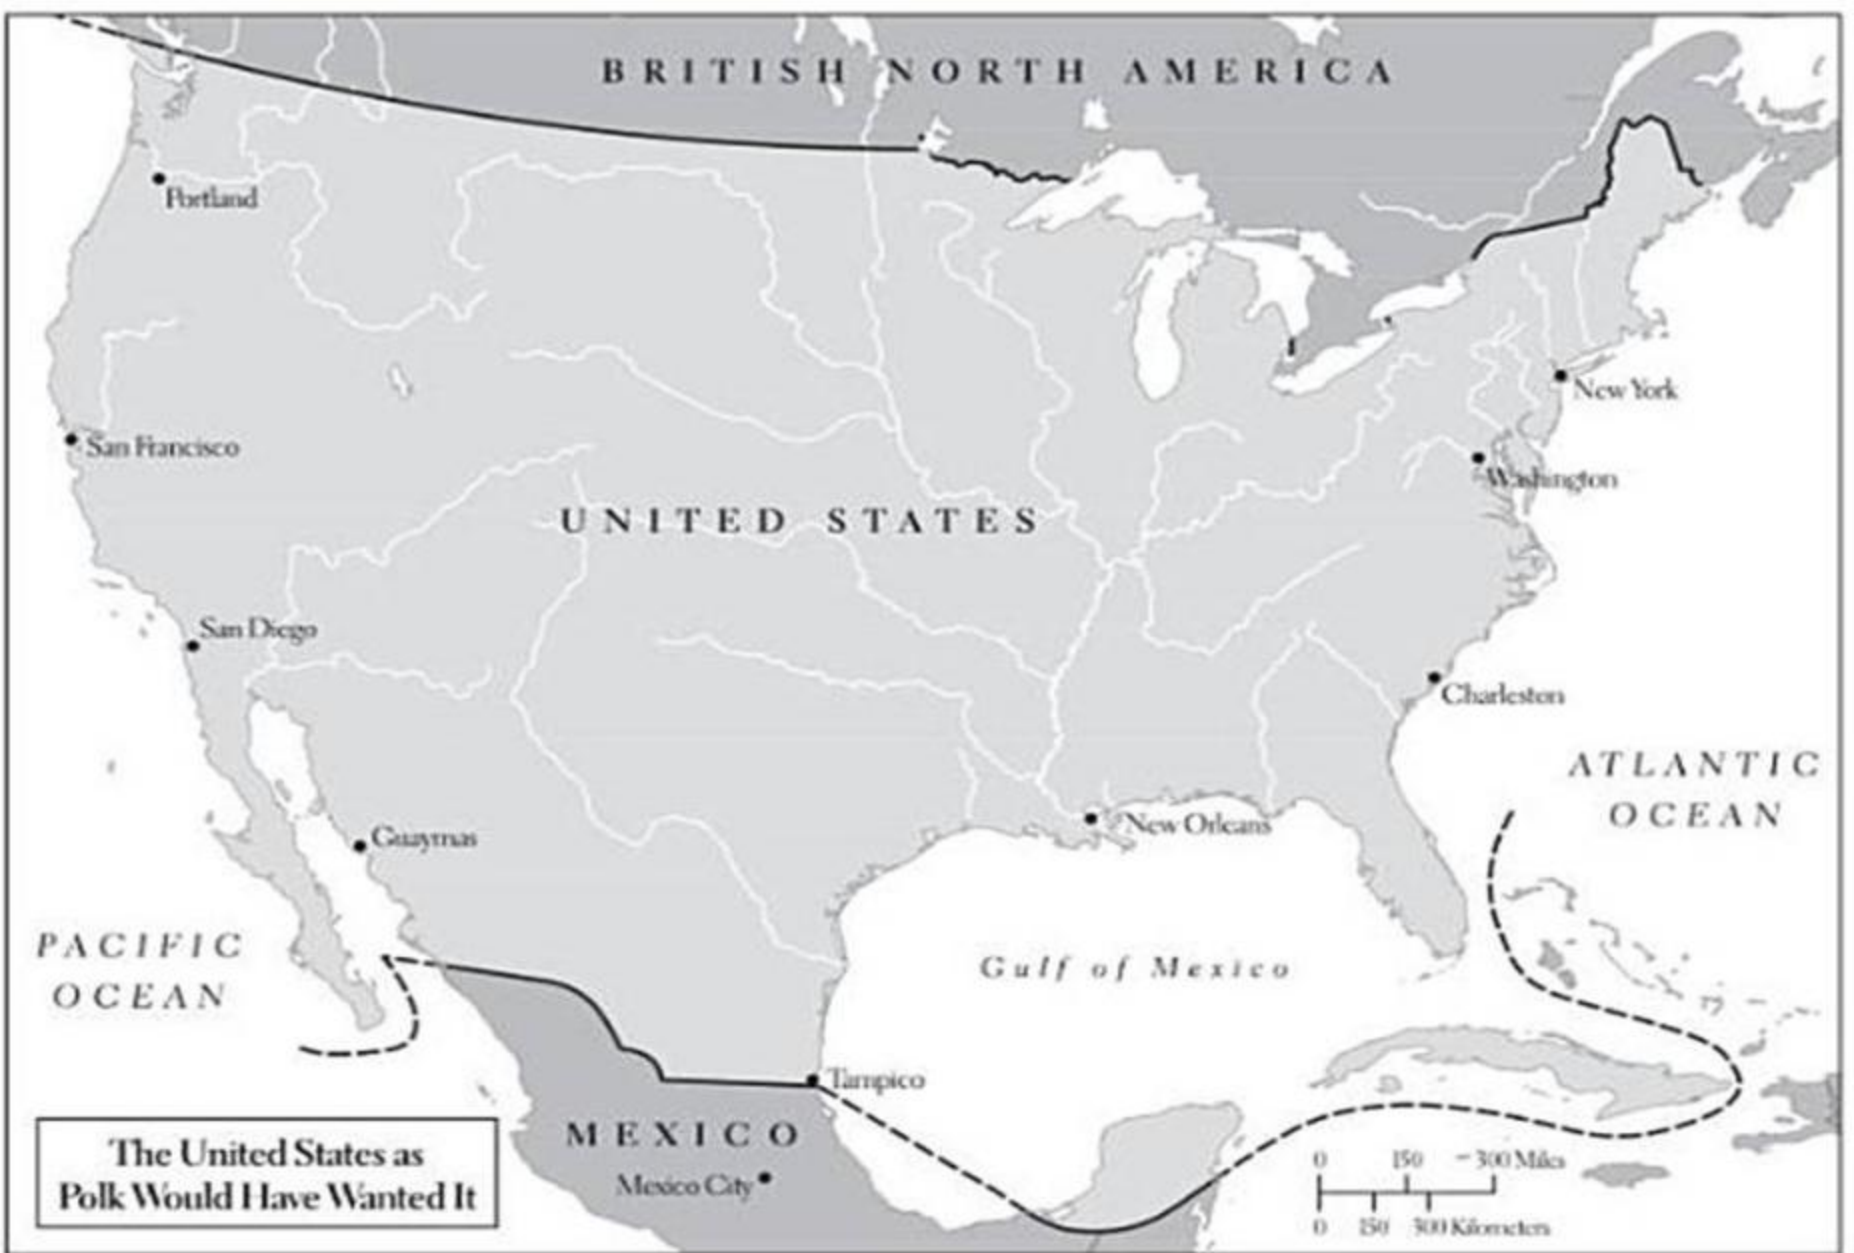 BRITISH NORTH AMERICA
Portland
New York
San Francisco
Washington
UNITED STATES
San Diego
Charleston
ATLANTIC
OCEAN
New Orleans
Guaymas
PACIFIC
OCEAN
Gulf of Mexico
Tampico
MEXICO
Mexico City
The United States as
Polk Would Have Wanted It
0 150 300 Miles
0 150 300 Kilometers